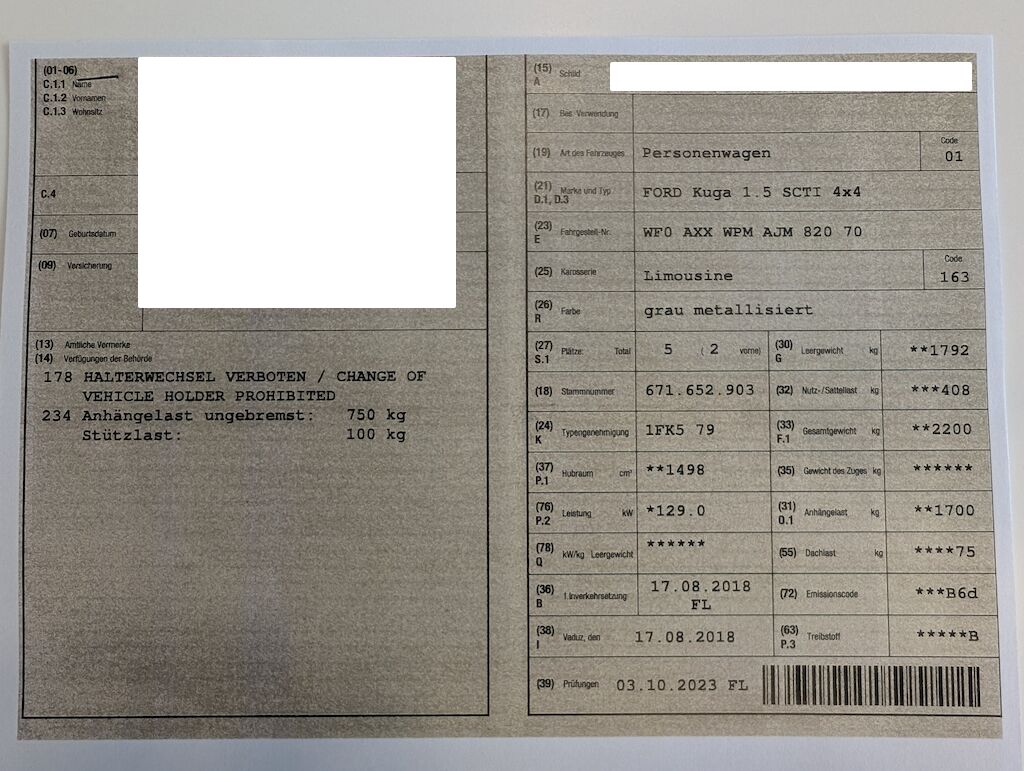 (01-06)
C.1.1 Name
C.1.2 Vornamen
C.1.3 Wohnsitz
C.4
(07) Geburtsdatum
(09) Versicherung
(13) Amtliche Vermerke
(14) Verfügungen der Behörde
178 HALTERWECHSEL VERBOTEN / CHANGE OF
VEHICLE HOLDER PROHIBITED
234 Anhängelast ungebremst: 750 kg
Stützlast: 100 kg
(15) A Schild
(17) Bes. Verwendung
(19) Art des Fahrzeuges Personenwagen Code 01
(21) D.1, D.3 Marke und Typ FORD Kuga 1.5 SCTI 4x4
(23) E Fahrgestell-Nr. WF0 AXX WPM AJM 820 70
(25) Karosserie Limousine Code 163
(26) R Farbe grau metallisiert
(27) S.1 Plätze: Total 5 ( 2 vorne) (30) G Leergewicht kg **1792
(18) Stammnummer 671.652.903 (32) Nutz-/Sattellast kg ***408
(24) K Typengenehmigung 1FK5 79 (33) F.1 Gesamtgewicht kg **2200
(37) P.1 Hubraum cm³ **1498 (35) Gewicht des Zuges kg ******
(76) P.2 Leistung kW *129.0 (31) O.1 Anhängelast kg **1700
(78) Q kW/kg Leergewicht ****** (55) Dachlast kg ****75
(36) B 1.Inverkehrsetzung 17.08.2018 FL (72) Emissionscode ***B6d
(38) I Vaduz, den 17.08.2018 (63) P.3 Treibstoff *****B
(39) Prüfungen 03.10.2023 FL